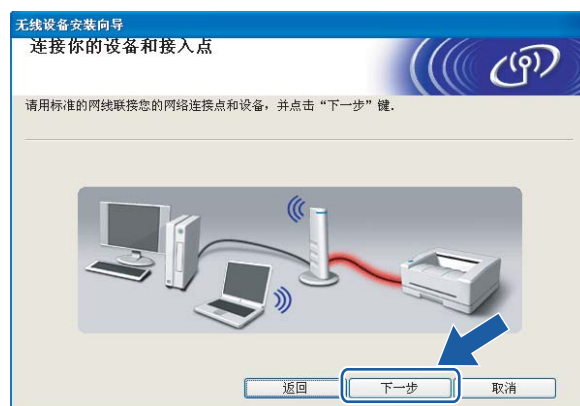 无线设备安装向导
连接你的设备和接入点
请用标准的网线联接您的网络连接点和设备，并点击“下一步”键.
返回
下一步
取消